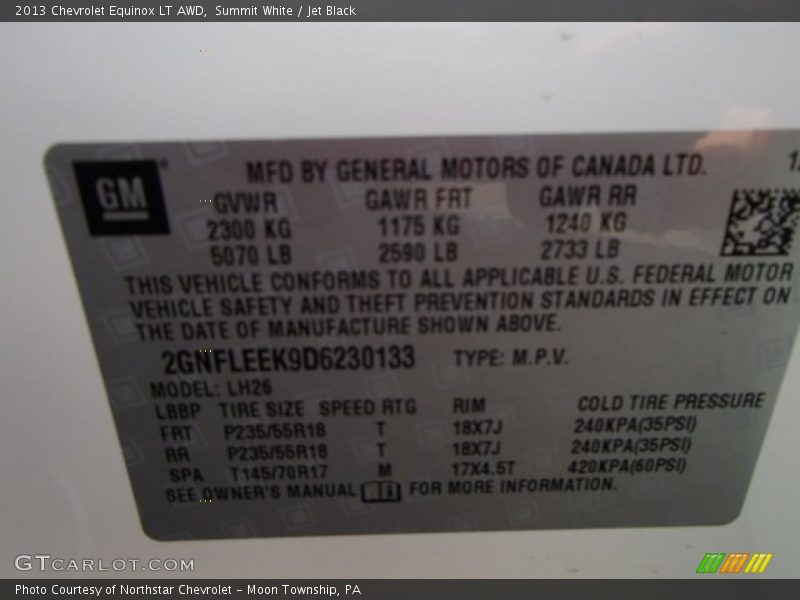 2013 Chevrolet Equinox LT AWD, Summit White / Jet Black
GM
MFD BY GENERAL MOTORS OF CANADA LTD.
GVWR GAWR FRT GAWR RR
2300 KG 1175 KG 1240 KG
5070 LB 2590 LB 2733 LB
THIS VEHICLE CONFORMS TO ALL APPLICABLE U.S. FEDERAL MOTOR
VEHICLE SAFETY AND THEFT PREVENTION STANDARDS IN EFFECT ON
THE DATE OF MANUFACTURE SHOWN ABOVE.
2GNFLEEK9D6230133 TYPE: M.P.V.
MODEL: LH26
LBBP TIRE SIZE SPEED RTG RIM COLD TIRE PRESSURE
FRT P235/55R18 T 18X7J 240KPA(35PSI)
RR P235/55R18 T 18X7J 240KPA(35PSI)
SPA T145/70R17 M 17X4.5T 420KPA(60PSI)
SEE OWNER'S MANUAL FOR MORE INFORMATION.
GTCARLOT.COM
Photo Courtesy of Northstar Chevrolet - Moon Township, PA